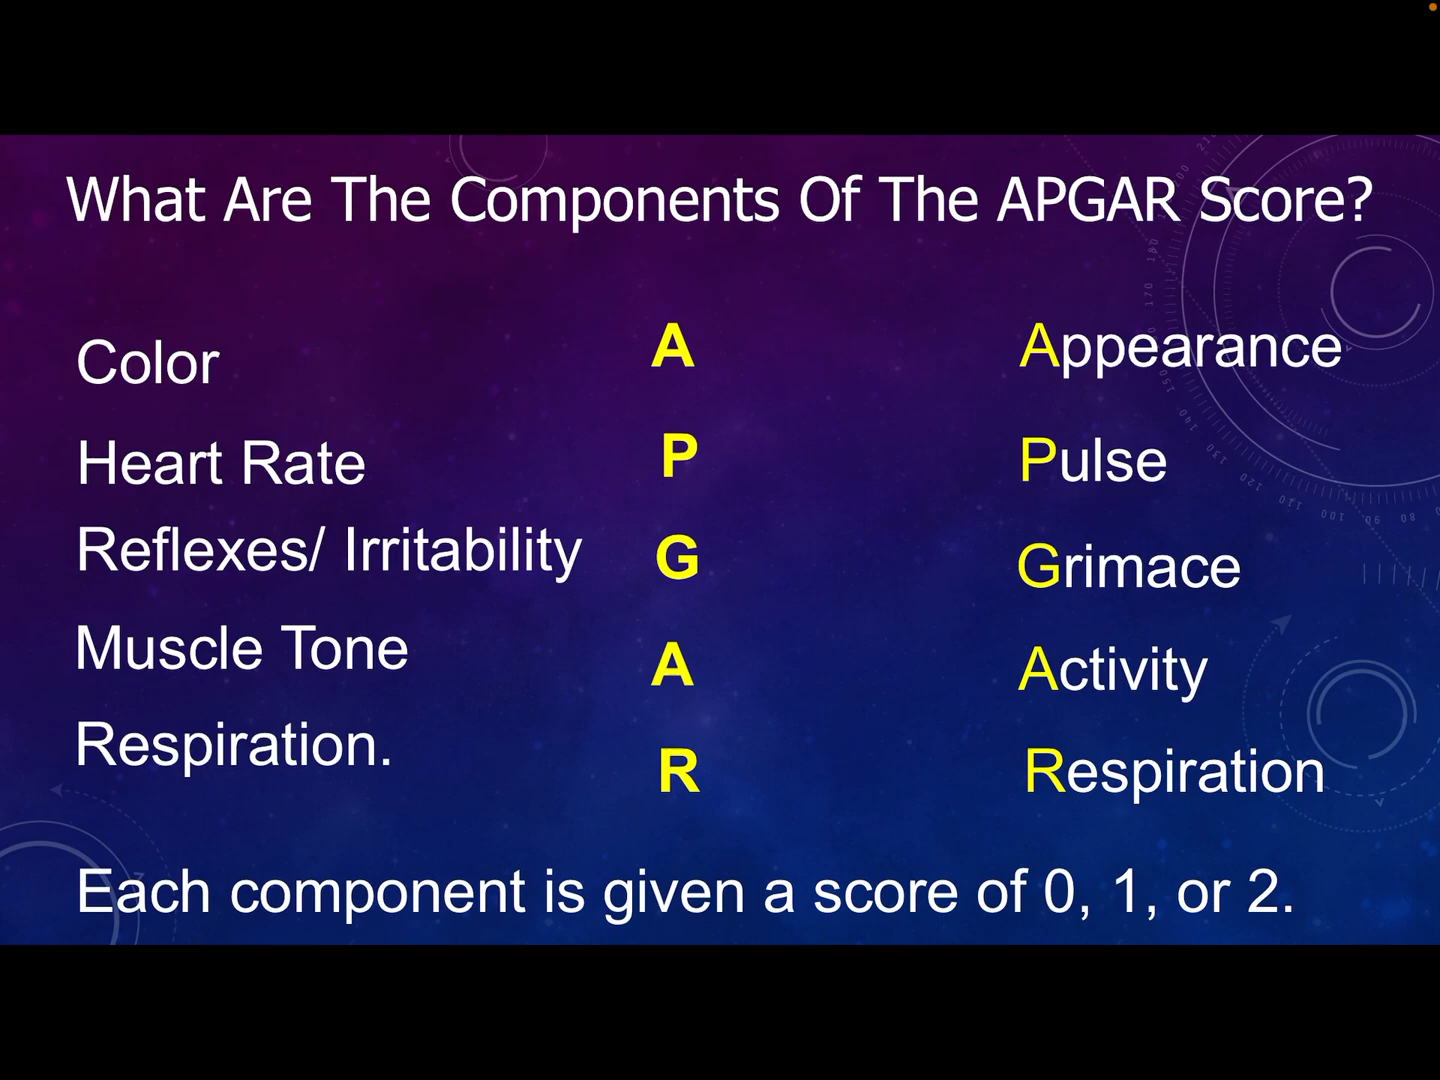 What Are The Components Of The APGAR Score?
Color A Appearance
Heart Rate P Pulse
Reflexes/ Irritability G Grimace
Muscle Tone A Activity
Respiration. R Respiration
Each component is given a score of 0, 1, or 2.